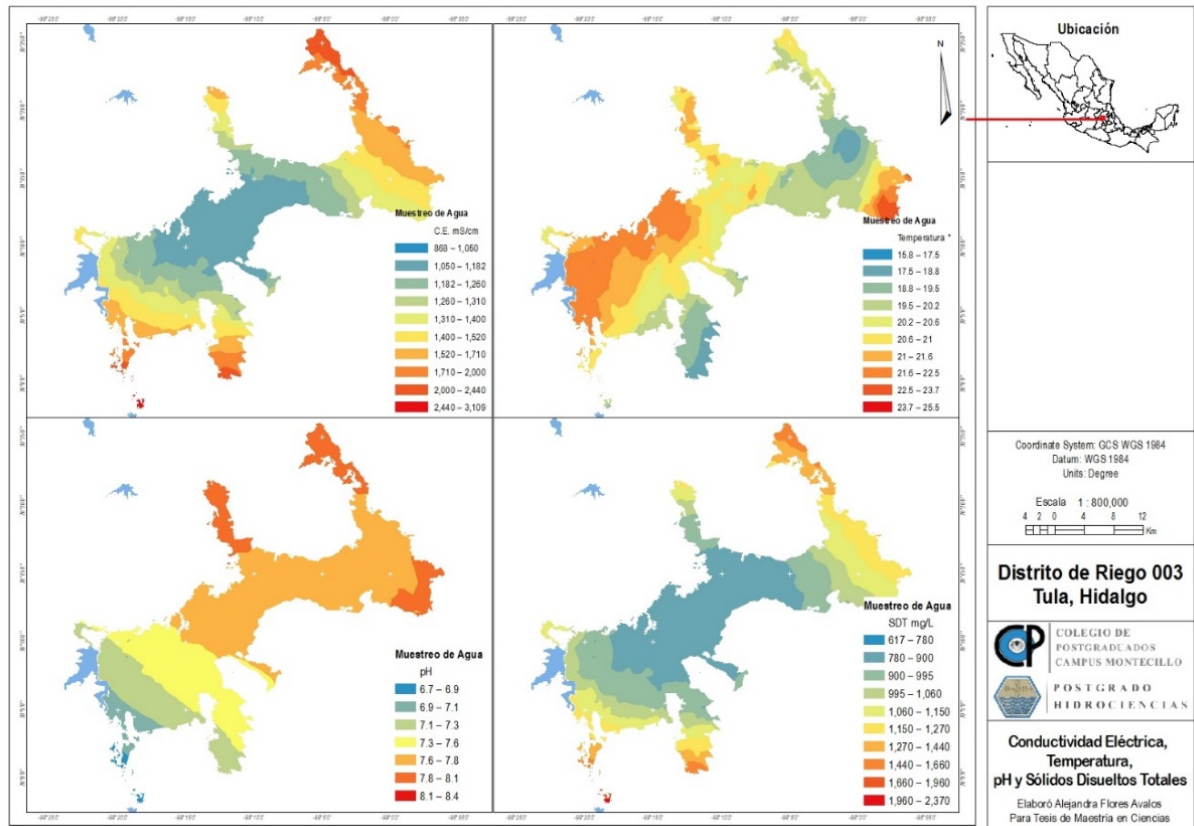 Muestreo de Agua
C.E. mS/cm
868 – 1,050
1,050 – 1,182
1,182 – 1,260
1,260 – 1,310
1,310 – 1,400
1,400 – 1,520
1,520 – 1,710
1,710 – 2,000
2,000 – 2,440
2,440 – 3,109
N
Muestreo de Agua
Temperatura °
15.8 – 17.5
17.5 – 18.8
18.8 – 19.5
19.5 – 20.2
20.2 – 20.6
20.6 – 21
21 – 21.6
21.6 – 22.5
22.5 – 23.7
23.7 – 25.5
Muestreo de Agua
pH
6.7 – 6.9
6.9 – 7.1
7.1 – 7.3
7.3 – 7.6
7.6 – 7.8
7.8 – 8.1
8.1 – 8.4
Muestreo de Agua
SDT mg/L
617 – 780
780 – 900
900 – 995
995 – 1,060
1,060 – 1,150
1,150 – 1,270
1,270 – 1,440
1,440 – 1,660
1,660 – 1,960
1,960 – 2,370
Ubicación
Coordinate System: GCS WGS 1984
Datum: WGS 1984
Units: Degree
Escala 1 : 800,000
4 2 0 4 8 12
Km
Distrito de Riego 003
Tula, Hidalgo
CP
COLEGIO DE
POSTGRADUADOS
CAMPUS MONTECILLO
POSTGRADO
HIDROCIENCIAS
Conductividad Eléctrica,
Temperatura,
pH y Sólidos Disueltos Totales
Elaboró Alejandra Flores Avalos
Para Tesis de Maestría en Ciencias